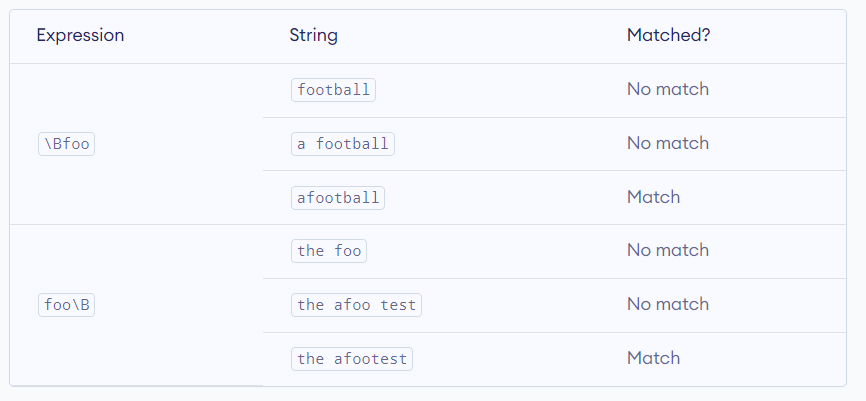 Expression String Matched?
football No match
\Bfoo a football No match
afootball Match
the foo No match
foo\B the afoo test No match
the afootest Match